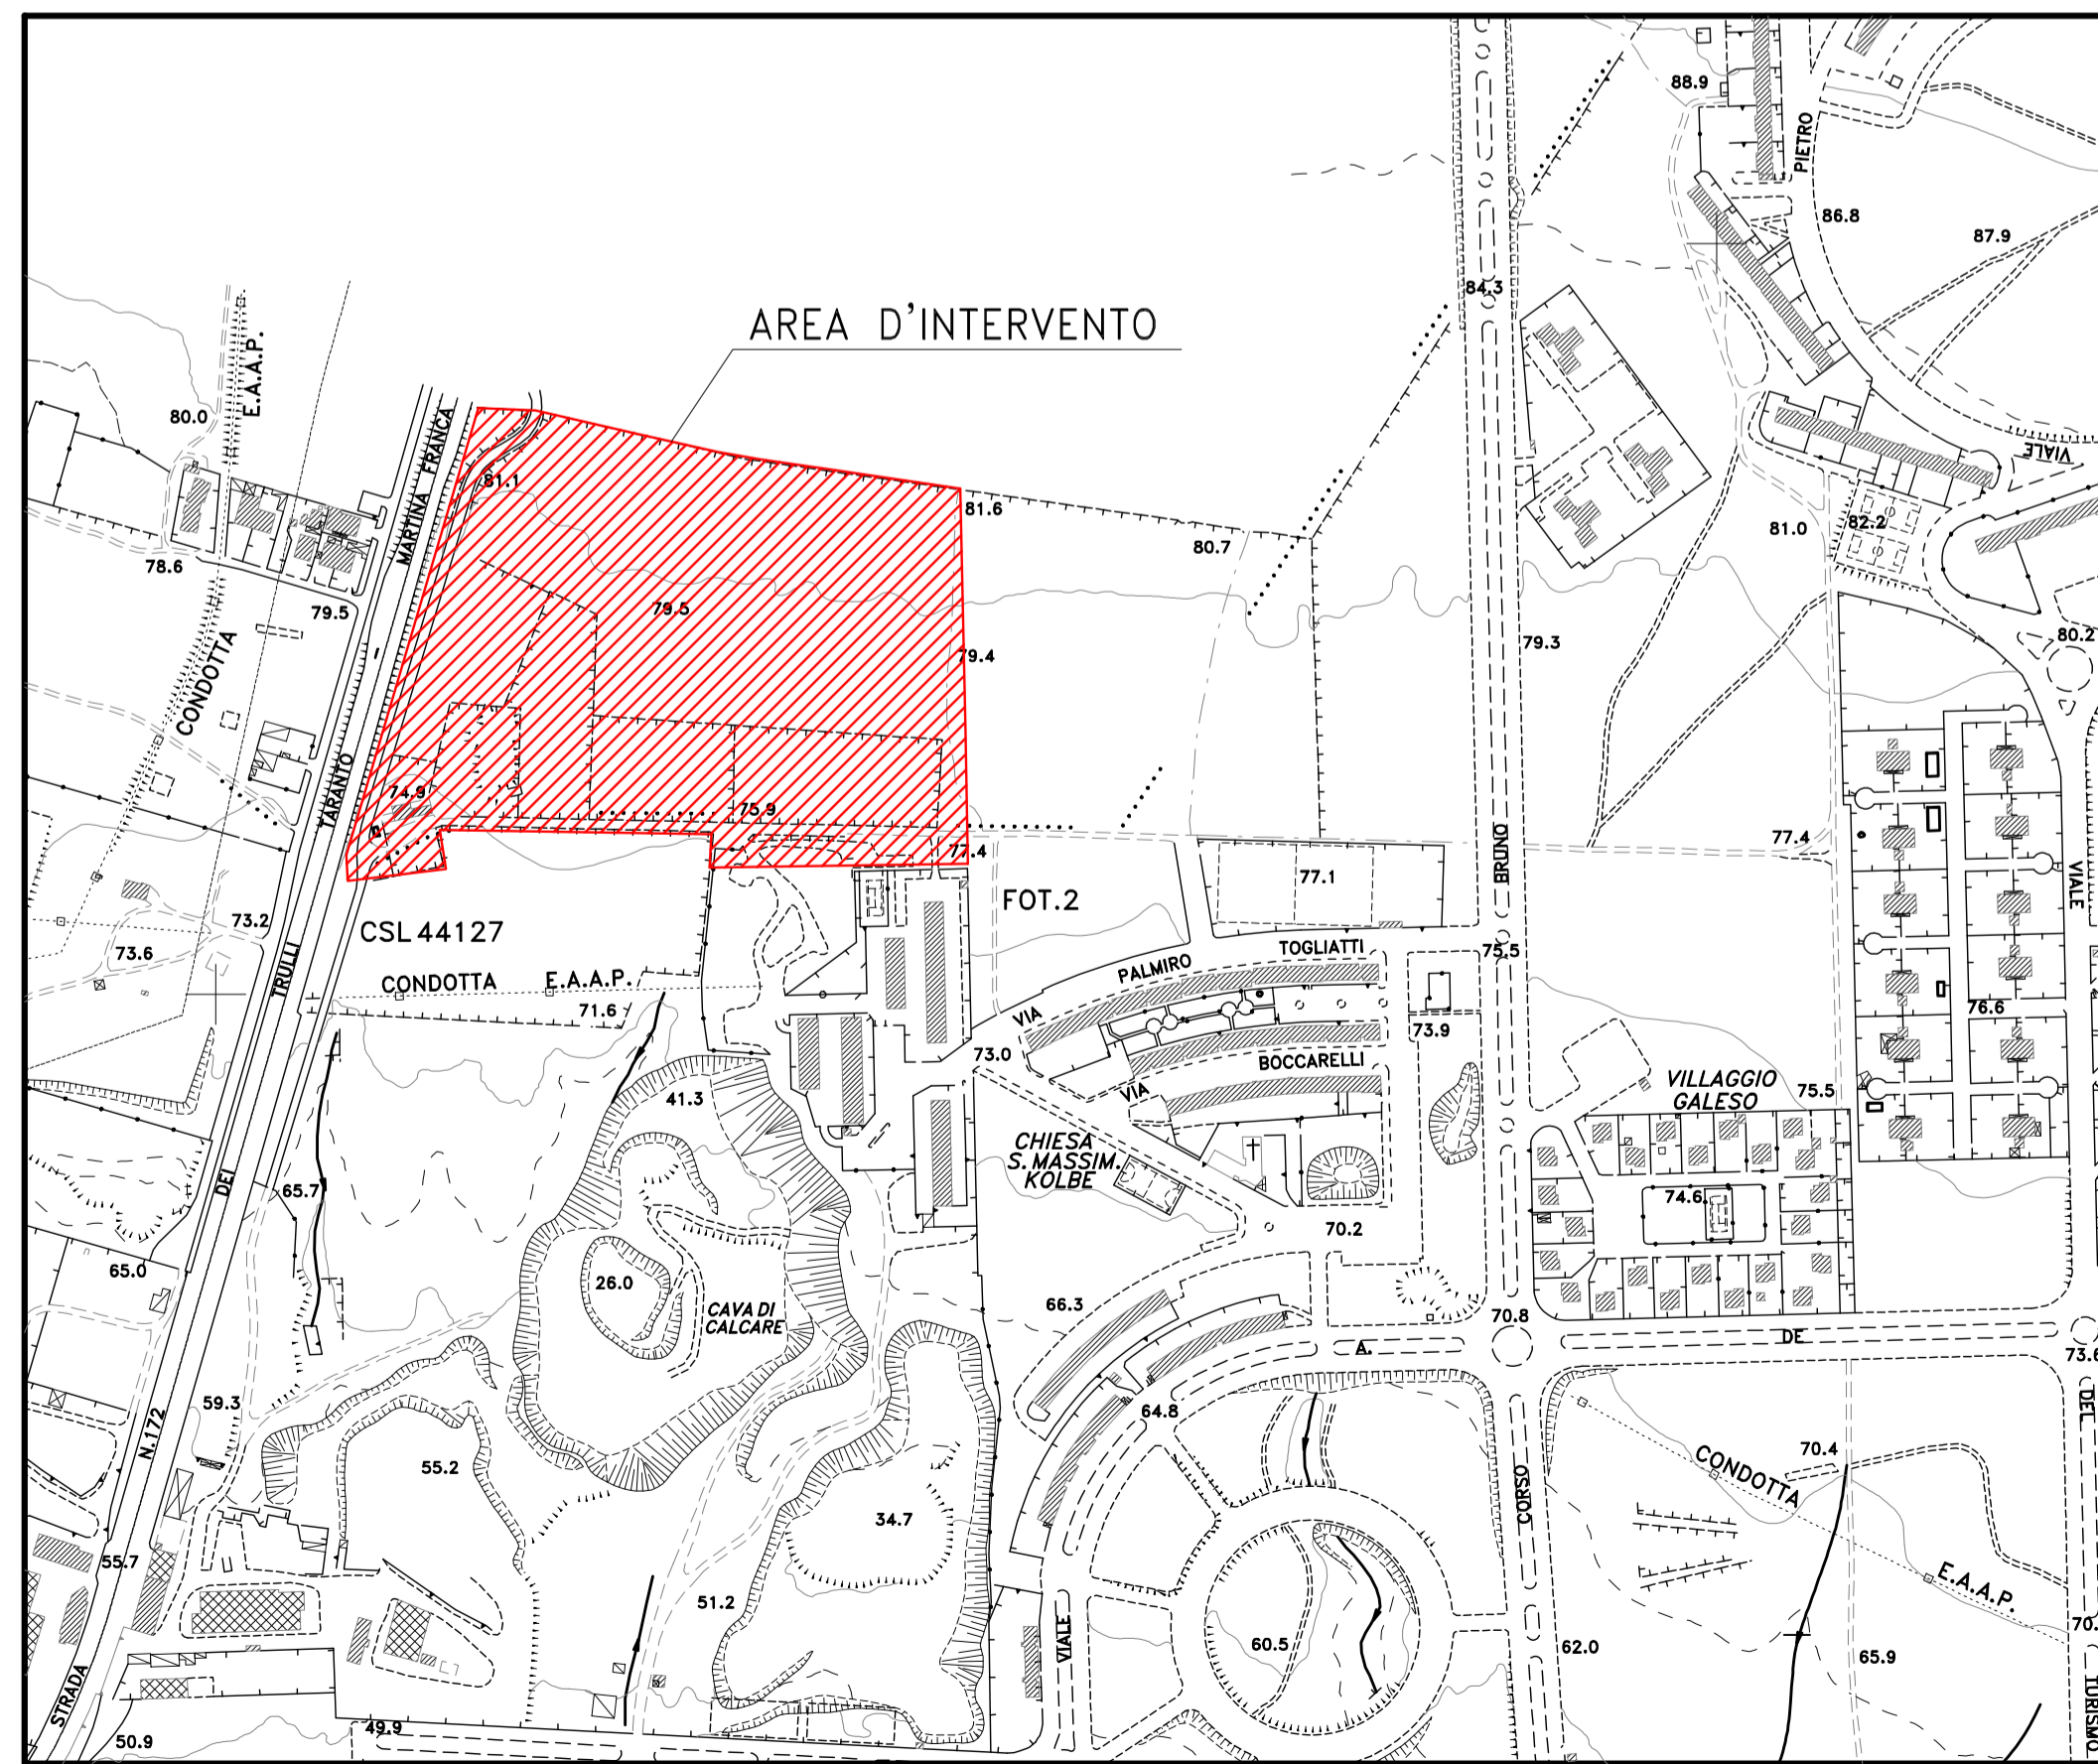 88.9
PIETRO
86.8
87.9
84.3
AREA D'INTERVENTO
E.A.A.P.
80.0
MARTINA FRANCA
VIALE
81.1
81.6
80.7
81.0
82.2
78.6
79.5
79.5
79.3
79.4
80.2
CONDOTTA
TARANTO
74.9
75.9
77.4
77.4
BRUNO
77.1
VIALE
FOT.2
73.2
CSL 44127
73.6
TRULLI
CONDOTTA E.A.A.P.
71.6
VIA PALMIRO TOGLIATTI
75.5
76.6
73.9
73.0
VIA BOCCARELLI
41.3
VILLAGGIO
GALESO
75.5
CHIESA
S. MASSIM.
KOLBE
DEI
65.7
74.6
70.2
65.0
26.0
CAVA DI
CALCARE
66.3
70.8
A.
DE
73.6
59.3
64.8
DEL
N.172
55.2
CORSO
70.4
CONDOTTA
34.7
55.7
E.A.A.P.
51.2
VIALE
60.5
62.0
65.9
70.
STRADA
TURISMO
50.9
49.9